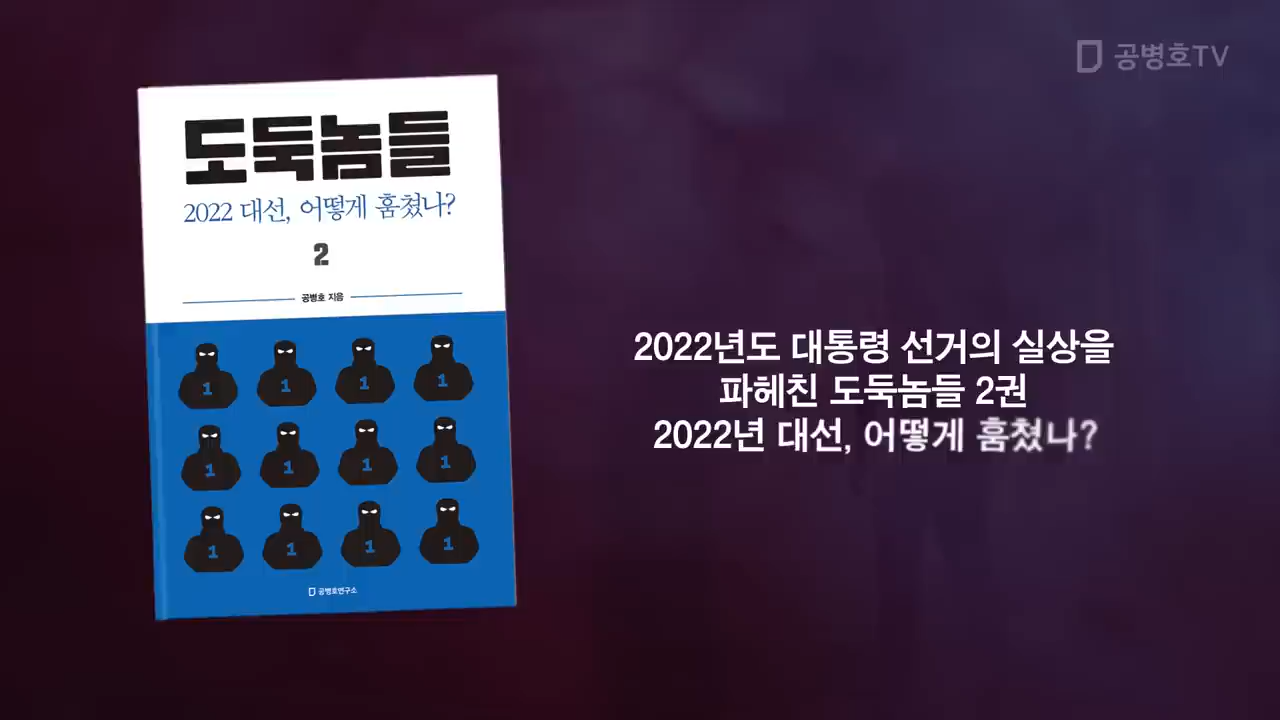 공병호TV
도둑놈들
2022 대선, 어떻게 훔쳤나?
2
공병호 지음
1 1 1 1
1 1 1 1
1 1 1 1
공병호연구소
2022년도 대통령 선거의 실상을
파헤친 도둑놈들 2권
2022년 대선, 어떻게 훔쳤나?